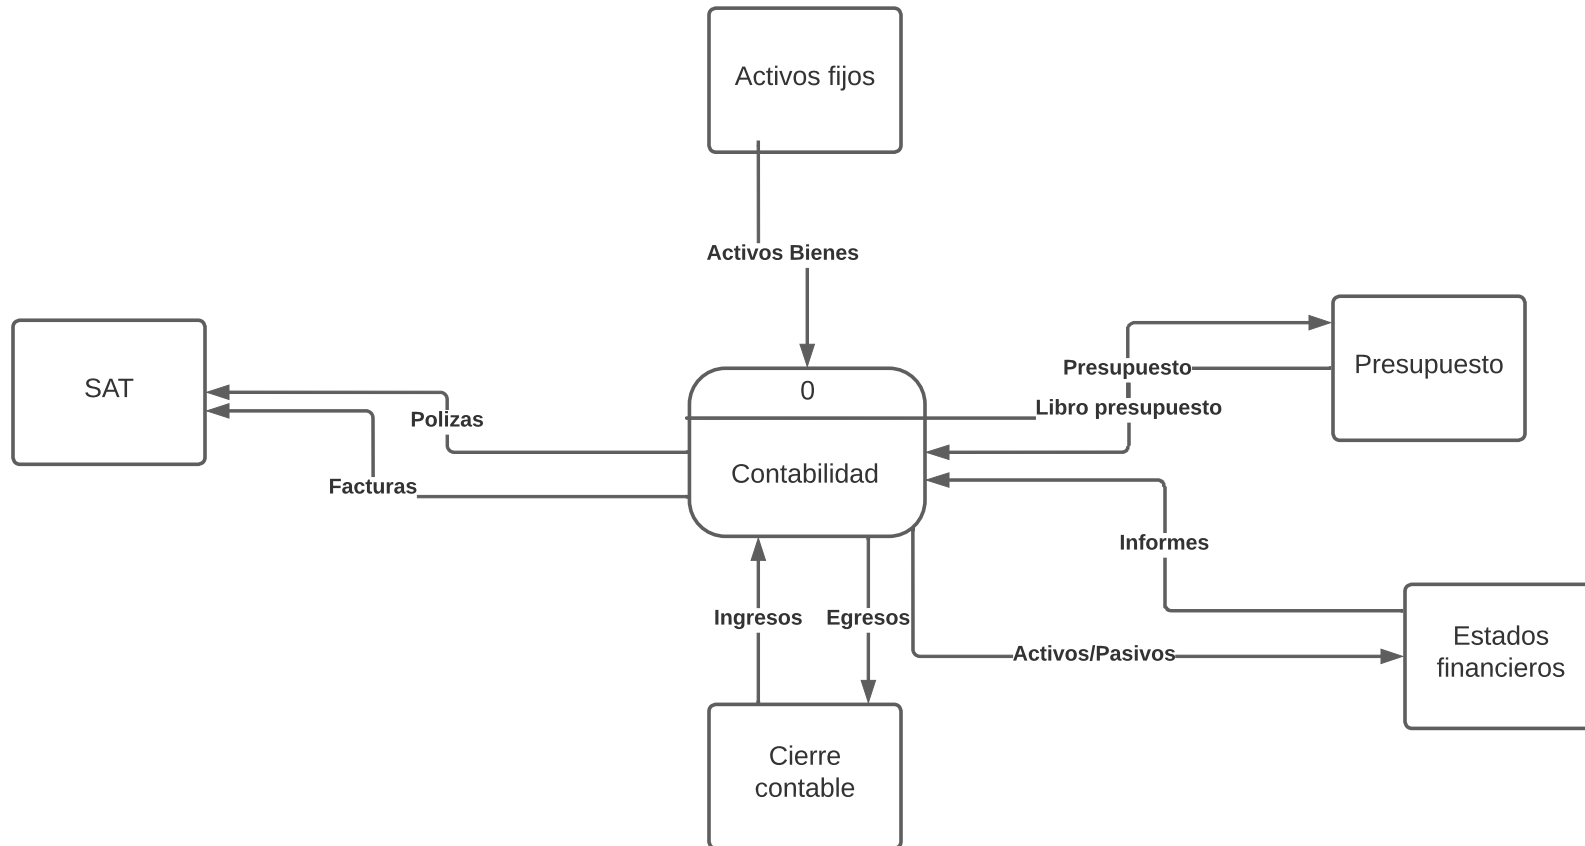 Activos fijos
Activos Bienes
Presupuesto
Presupuesto
SAT
0
Libro presupuesto
Polizas
Contabilidad
Facturas
Informes
Ingresos
Egresos
Activos/Pasivos
Estados
financieros
Cierre
contable